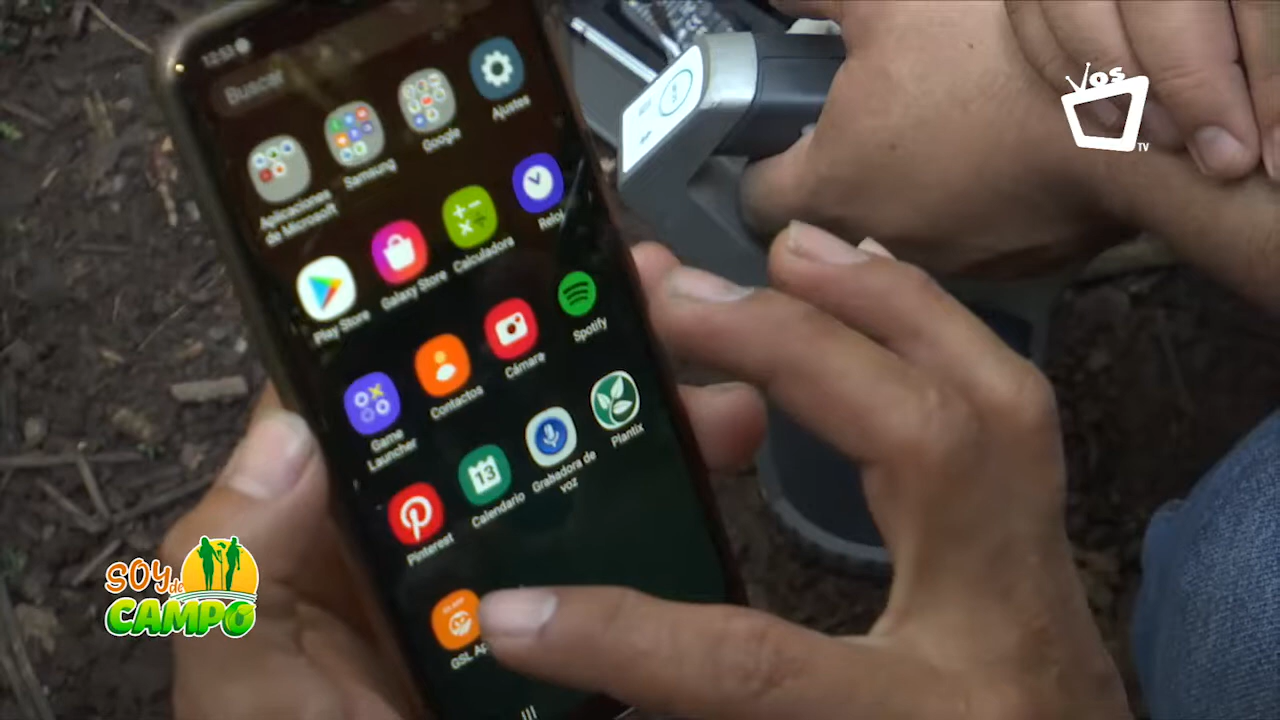 12:53
Buscar
Aplicaciones
de Microsoft
Samsung
Google
Ajustes
Play Store
Galaxy Store
Calculadora
Reloj
Game
Launcher
Contactos
Cámara
Spotify
Pinterest
13
Calendario
Grabadora de
voz
Plantix
GSL
VOS
TV
SOY de
CAMPO